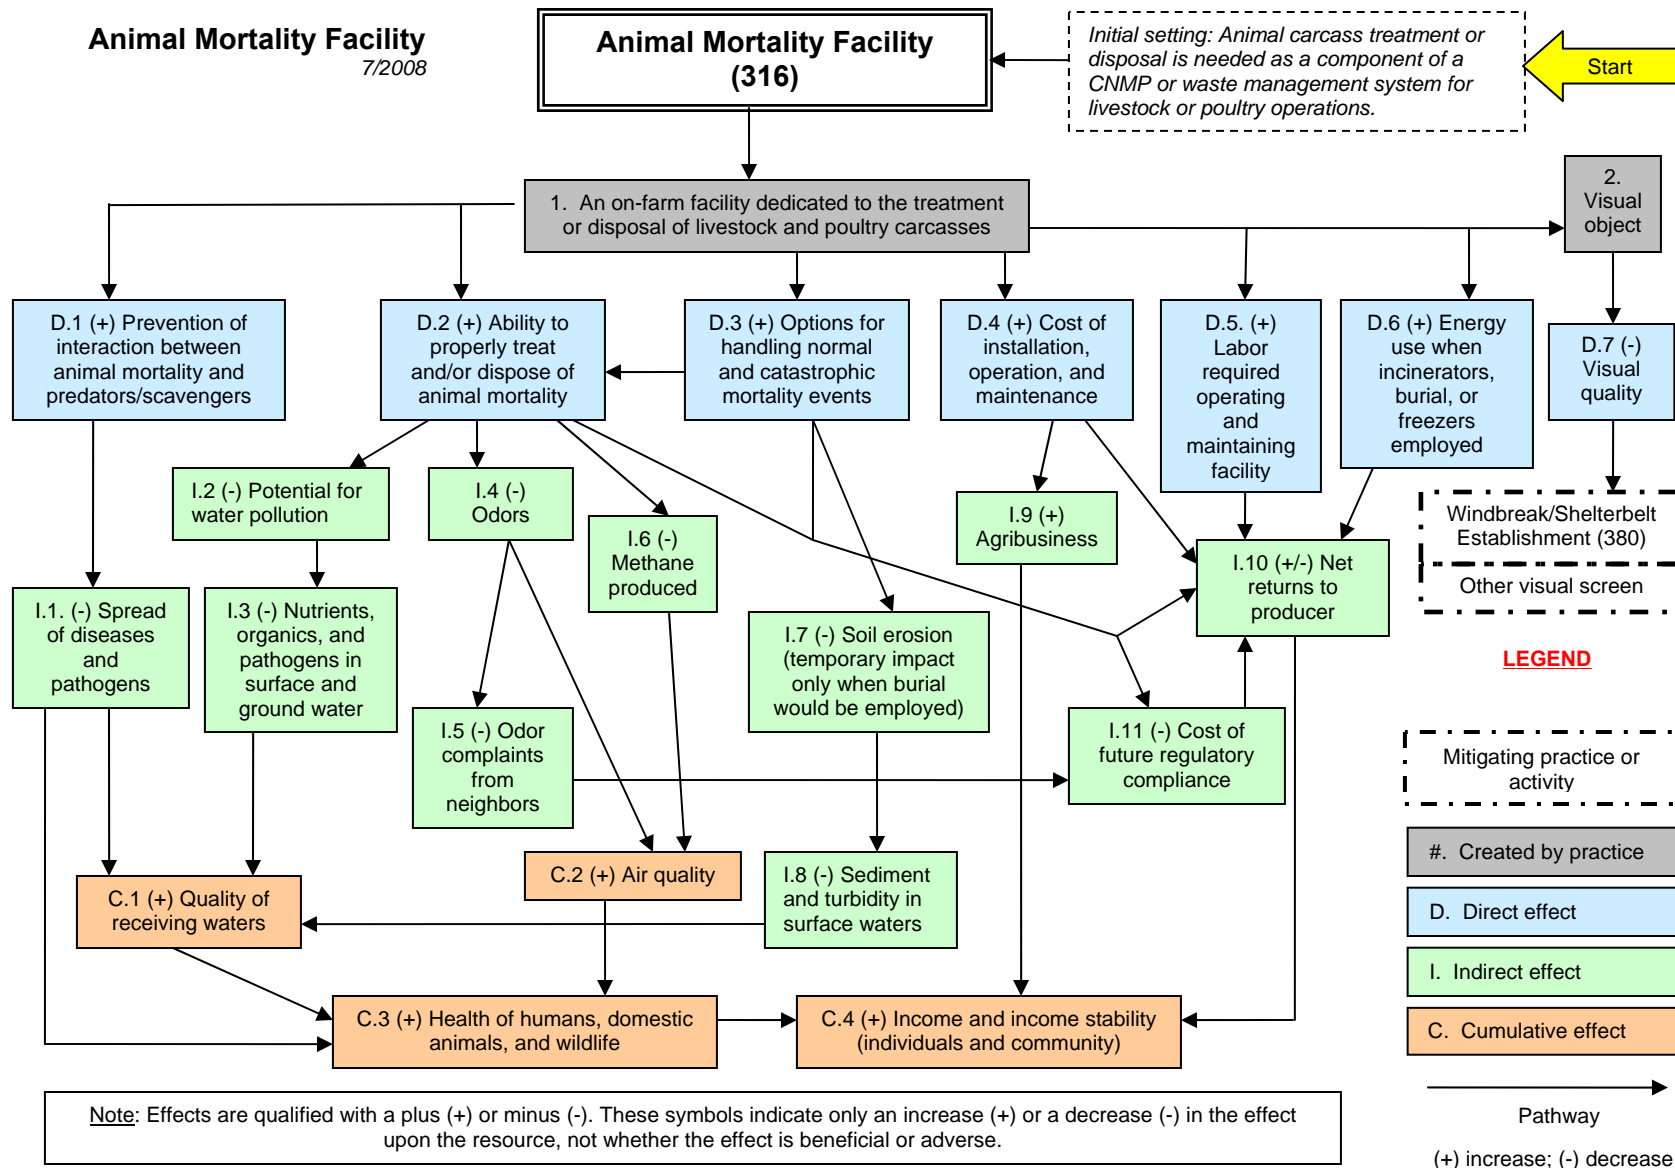 Animal Mortality Facility
7/2008
Animal Mortality Facility
(316)
Initial setting: Animal carcass treatment or
disposal is needed as a component of a
CNMP or waste management system for
livestock or poultry operations.
Start
1. An on-farm facility dedicated to the treatment
or disposal of livestock and poultry carcasses
2.
Visual
object
D.1 (+) Prevention of
interaction between
animal mortality and
predators/scavengers
D.2 (+) Ability to
properly treat
and/or dispose of
animal mortality
D.3 (+) Options for
handling normal
and catastrophic
mortality events
D.4 (+) Cost of
installation,
operation, and
maintenance
D.5. (+)
Labor
required
operating
and
maintaining
facility
D.6 (+) Energy
use when
incinerators,
burial, or
freezers
employed
D.7 (-)
Visual
quality
I.2 (-) Potential for
water pollution
I.4 (-)
Odors
I.6 (-)
Methane
produced
I.9 (+)
Agribusiness
I.10 (+/-) Net
returns to
producer
Windbreak/Shelterbelt
Establishment (380)
Other visual screen
I.1. (-) Spread
of diseases
and
pathogens
I.3 (-) Nutrients,
organics, and
pathogens in
surface and
ground water
I.5 (-) Odor
complaints
from
neighbors
I.7 (-) Soil erosion
(temporary impact
only when burial
would be employed)
I.11 (-) Cost of
future regulatory
compliance
C.1 (+) Quality of
receiving waters
C.2 (+) Air quality
I.8 (-) Sediment
and turbidity in
surface waters
C.3 (+) Health of humans, domestic
animals, and wildlife
C.4 (+) Income and income stability
(individuals and community)
LEGEND
Mitigating practice or
activity
#. Created by practice
D. Direct effect
I. Indirect effect
C. Cumulative effect
Pathway
(+) increase; (-) decrease
Note: Effects are qualified with a plus (+) or minus (-). These symbols indicate only an increase (+) or a decrease (-) in the effect
upon the resource, not whether the effect is beneficial or adverse.